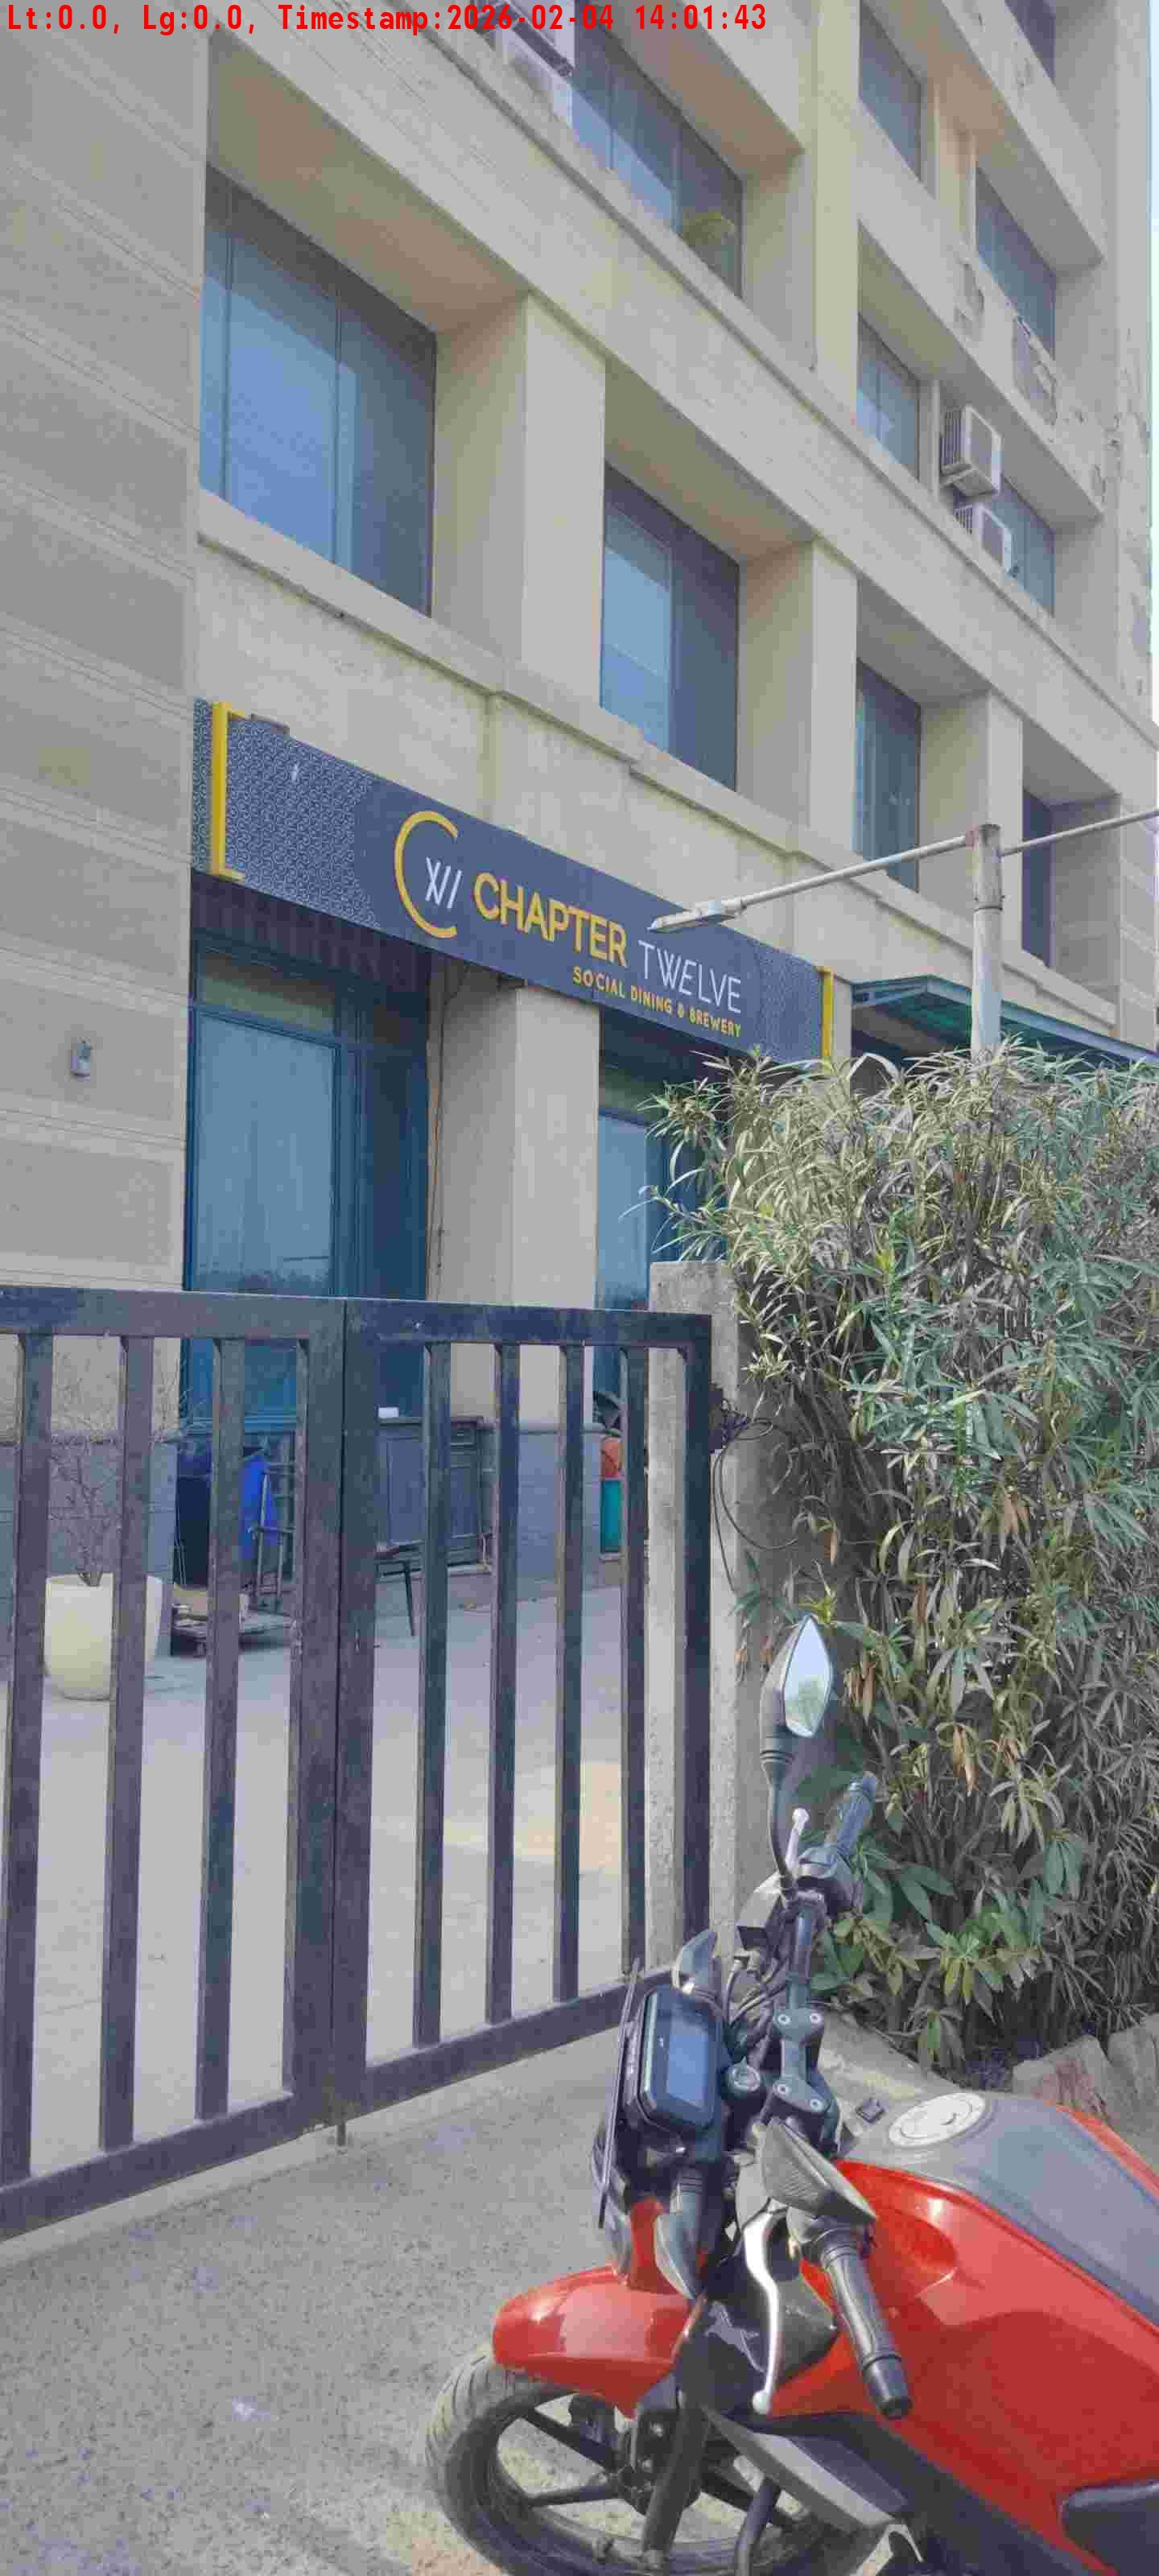 Lt:0.0, Lg:0.0, Timestamp:2026-02-04 14:01:43
XII CHAPTER TWELVE
SOCIAL DINING & BREWERY